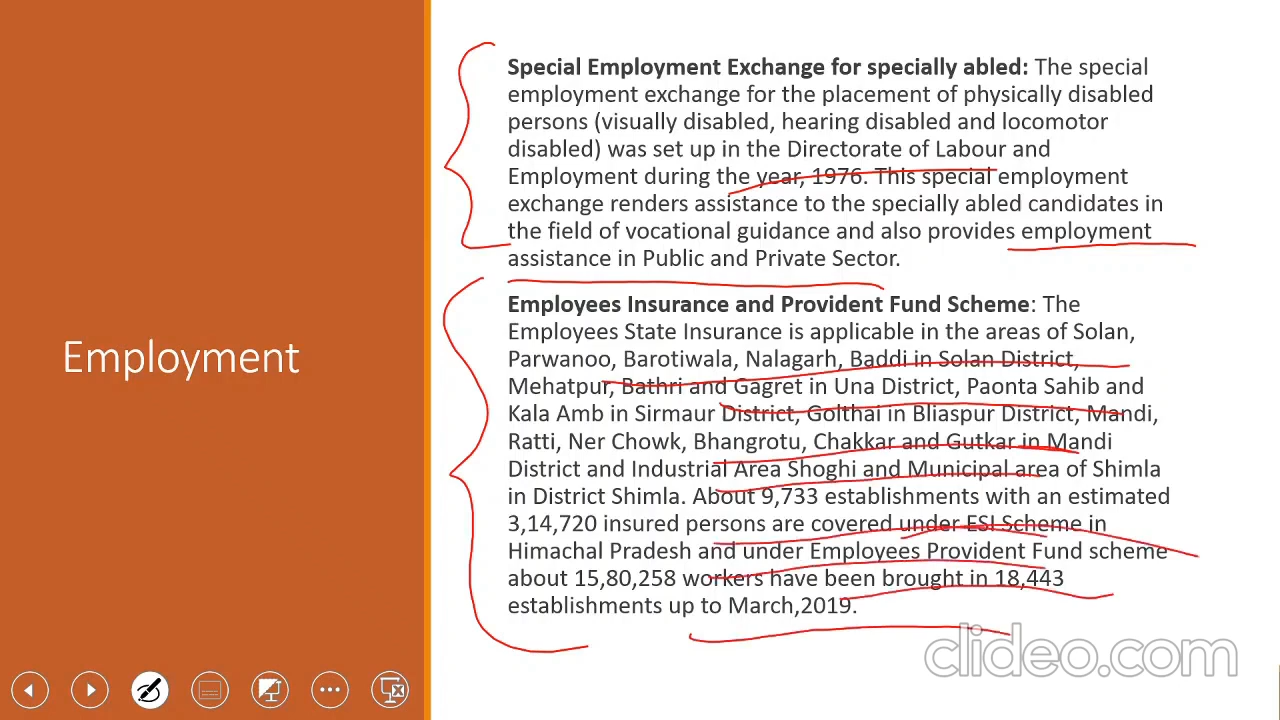 Employment
Special Employment Exchange for specially abled: The special
employment exchange for the placement of physically disabled
persons (visually disabled, hearing disabled and locomotor
disabled) was set up in the Directorate of Labour and
Employment during the year, 1976. This special employment
exchange renders assistance to the specially abled candidates in
the field of vocational guidance and also provides employment
assistance in Public and Private Sector.
Employees Insurance and Provident Fund Scheme: The
Employees State Insurance is applicable in the areas of Solan,
Parwanoo, Barotiwala, Nalagarh, Baddi in Solan District,
Mehatpur, Bathri and Gagret in Una District, Paonta Sahib and
Kala Amb in Sirmaur District, Golthai in Bliaspur District, Mandi,
Ratti, Ner Chowk, Bhangrotu, Chakkar and Gutkar in Mandi
District and Industrial Area Shoghi and Municipal area of Shimla
in District Shimla. About 9,733 establishments with an estimated
3,14,720 insured persons are covered under ESI Scheme in
Himachal Pradesh and under Employees Provident Fund scheme
about 15,80,258 workers have been brought in 18,443
establishments up to March,2019.
clideo.com